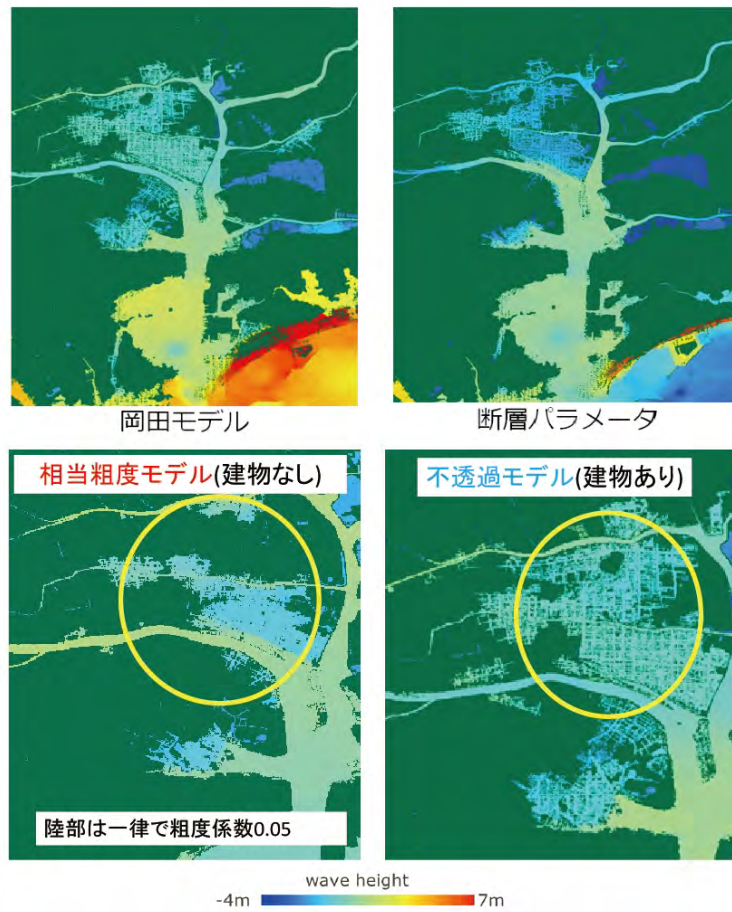 岡田モデル
断層パラメータ
相当粗度モデル(建物なし)
不透過モデル(建物あり)
陸部は一律で粗度係数0.05
wave height
-4m
7m